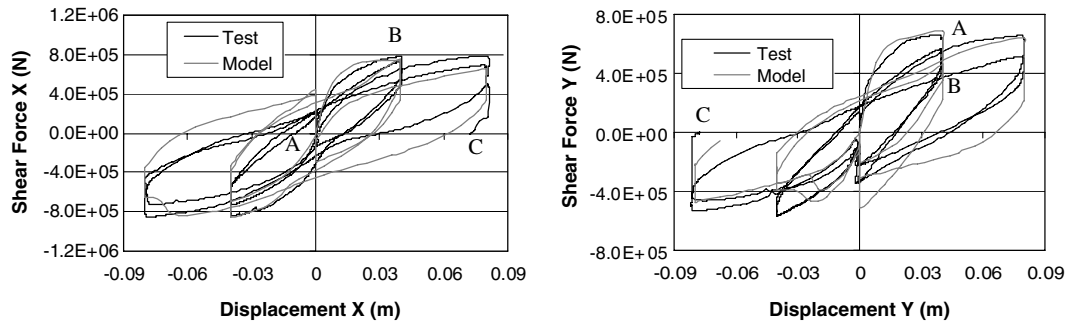 1.2E+06
8.0E+05
4.0E+05
0.0E+00
-4.0E+05
-8.0E+05
-1.2E+06
Shear Force X (N)
Test
Model
B
A
C
-0.09
-0.06
-0.03
0
0.03
0.06
0.09
Displacement X (m)
8.0E+05
4.0E+05
0.0E+00
-4.0E+05
-8.0E+05
Shear Force Y (N)
Test
Model
A
B
C
-0.09
-0.06
-0.03
0
0.03
0.06
0.09
Displacement Y (m)